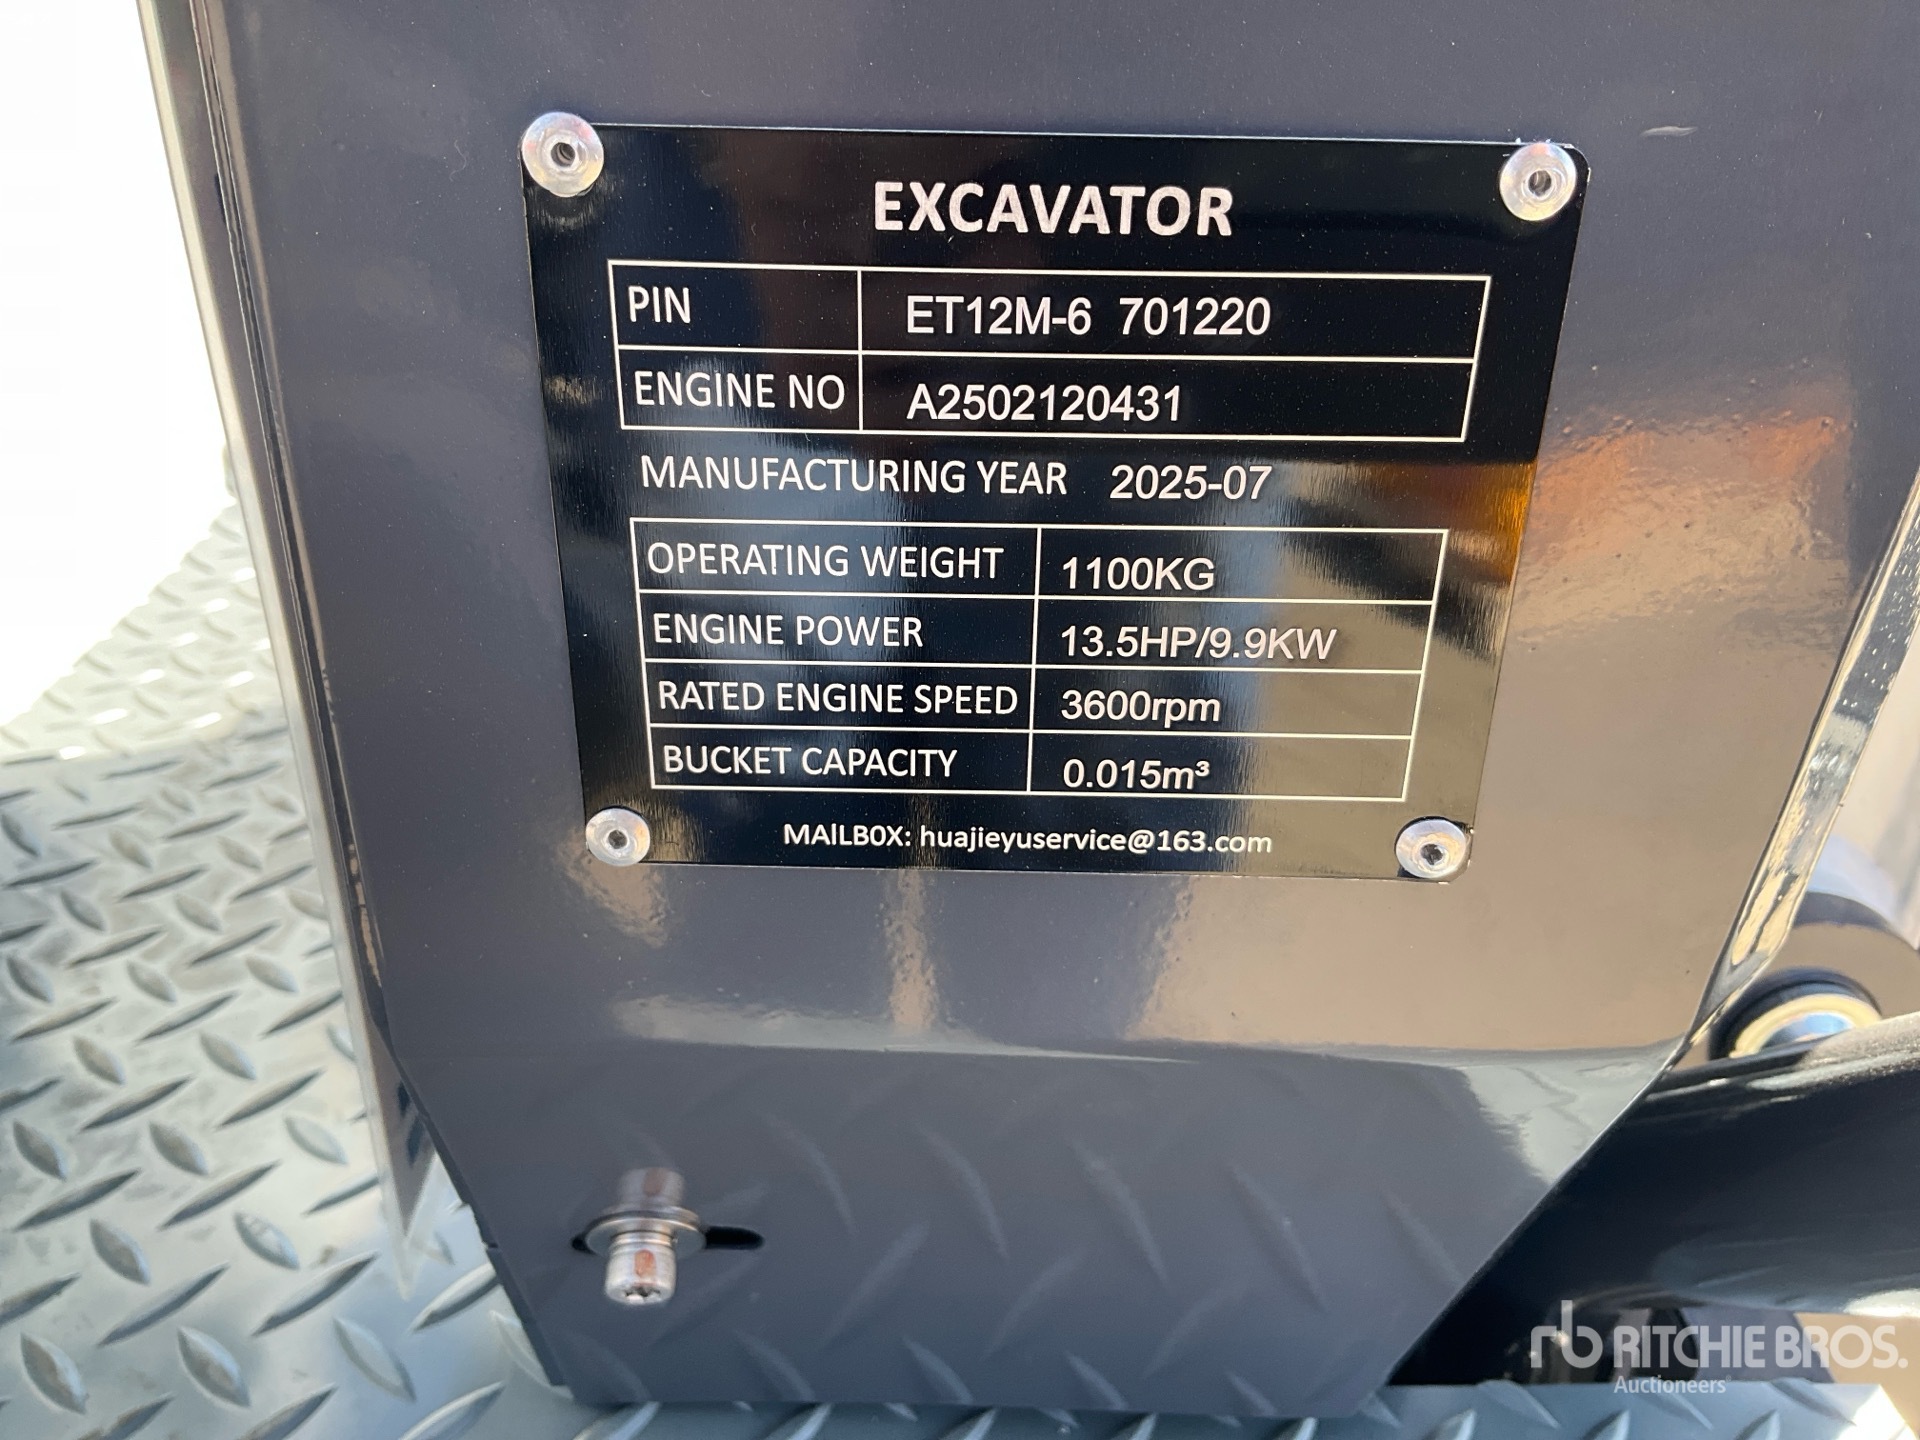 EXCAVATOR
PIN ET12M-6 701220
ENGINE NO A2502120431
MANUFACTURING YEAR 2025-07
OPERATING WEIGHT 1100KG
ENGINE POWER 13.5HP/9.9KW
RATED ENGINE SPEED 3600rpm
BUCKET CAPACITY 0.015m³
MAILBOX: huajieyuservice@163.com
rb RITCHIE BROS.
Auctioneers